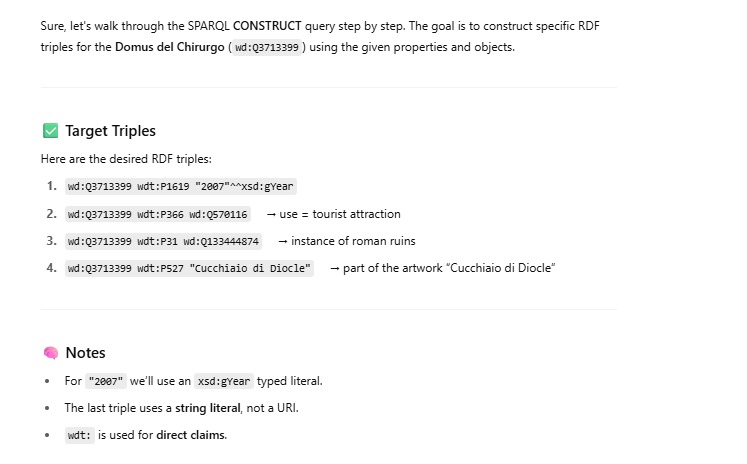 Sure, let's walk through the SPARQL CONSTRUCT query step by step. The goal is to construct specific RDF
triples for the Domus del Chirurgo ( wd:Q3713399 ) using the given properties and objects.
✅ Target Triples
Here are the desired RDF triples:
1. wd:Q3713399 wdt:P1619 "2007"^^xsd:gYear
2. wd:Q3713399 wdt:P366 wd:Q570116 → use = tourist attraction
3. wd:Q3713399 wdt:P31 wd:Q133444874 → instance of roman ruins
4. wd:Q3713399 wdt:P527 "Cucchiaio di Diocle" → part of the artwork "Cucchiaio di Diocle"
🧠 Notes
• For "2007" we'll use an xsd:gYear typed literal.
• The last triple uses a string literal, not a URI.
• wdt: is used for direct claims.